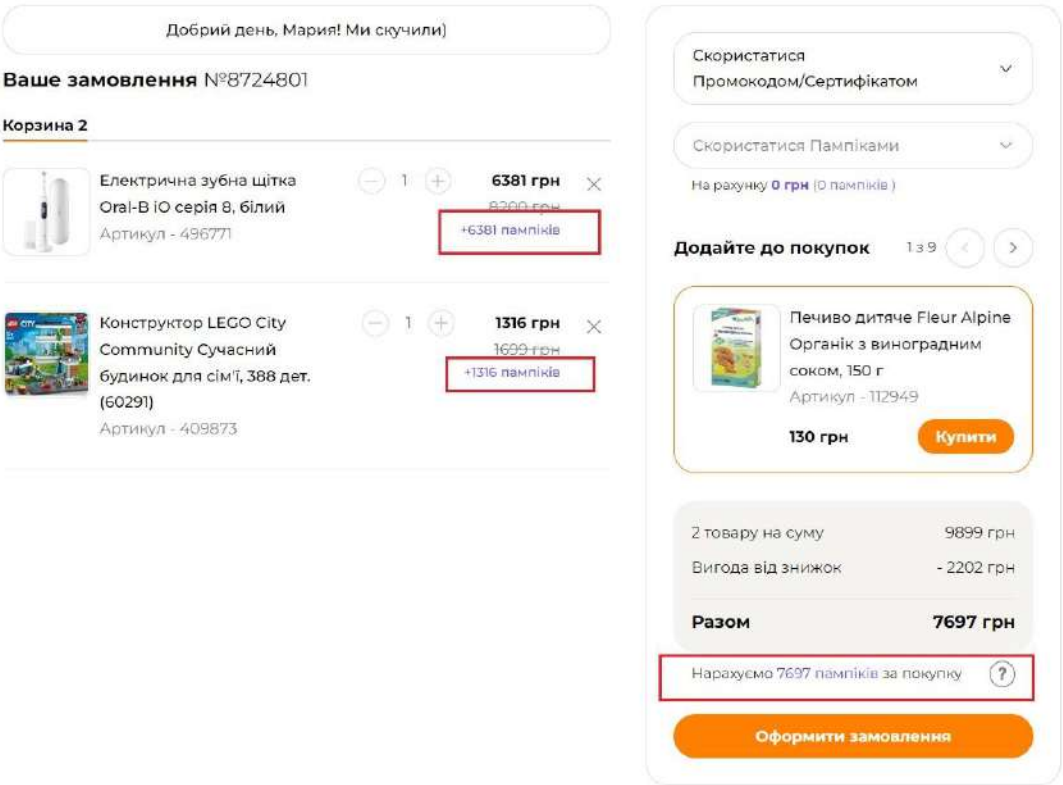 Добрий день, Мария! Ми скучили)
Ваше замовлення №8724801
Корзина 2
Електрична зубна щітка
Oral-B iO серія 8, білий
Артикул - 496771
1
6381 грн
8200 грн
+6381 пампіків
Конструктор LEGO City
Community Сучасний
будинок для сім'ї, 388 дет.
(60291)
Артикул - 409873
1
1316 грн
1699 грн
+1316 пампіків
Скористатися
Промокодом/Сертифікатом
Скористатися Пампіками
На рахунку 0 грн (0 пампіків )
Додайте до покупок 1 з 9
Печиво дитяче Fleur Alpine
Органік з виноградним
соком, 150 г
Артикул - 112949
130 грн
Купити
2 товару на суму 9899 грн
Вигода від знижок - 2202 грн
Разом 7697 грн
Нарахуємо 7697 пампіків за покупку ?
Оформити замовлення